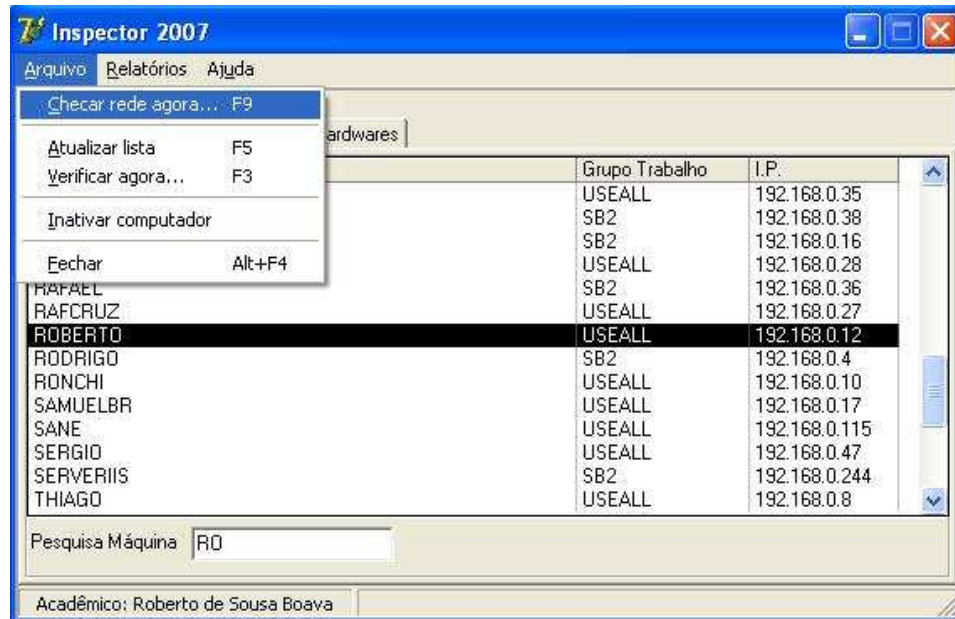 Inspector 2007
Arquivo Relatórios Ajuda
Checar rede agora... F9
ardwares
Atualizar lista F5
Verificar agora... F3
Inativar computador
Fechar Alt+F4
Grupo Trabalho I.P.
USEALL 192.168.0.35
SB2 192.168.0.38
SB2 192.168.0.16
USEALL 192.168.0.28
RAFAEL SB2 192.168.0.36
RAFCRUZ USEALL 192.168.0.27
ROBERTO USEALL 192.168.0.12
RODRIGO SB2 192.168.0.4
RONCHI USEALL 192.168.0.10
SAMUELBR USEALL 192.168.0.17
SANE USEALL 192.168.0.115
SERGIO USEALL 192.168.0.47
SERVERIIS SB2 192.168.0.244
THIAGO USEALL 192.168.0.8
Pesquisa Máquina RO
Acadêmico: Roberto de Sousa Boava